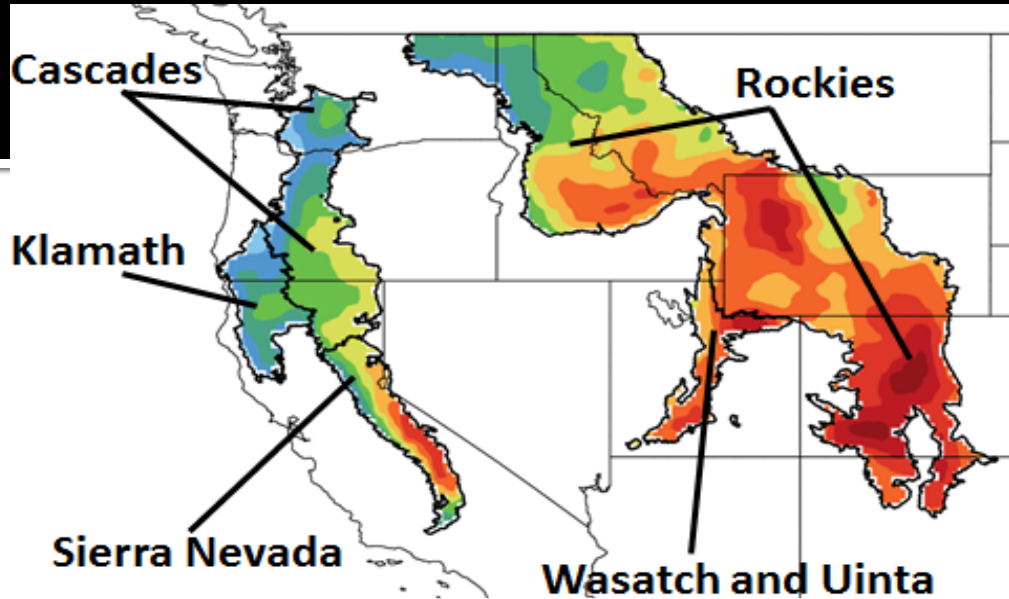 Cascades
Rockies
Klamath
Sierra Nevada
Wasatch and Uinta